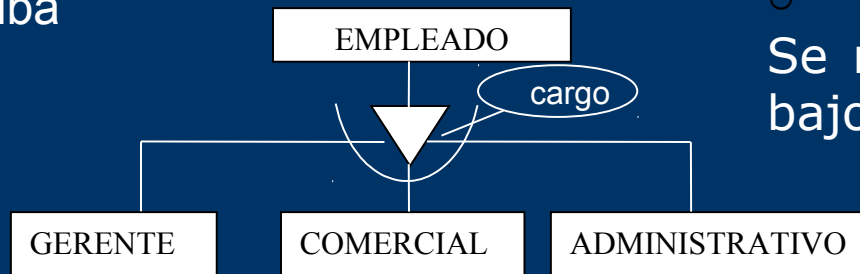 EMPLEADO
cargo
Se
bajo
GERENTE
COMERCIAL
ADMINISTRATIVO